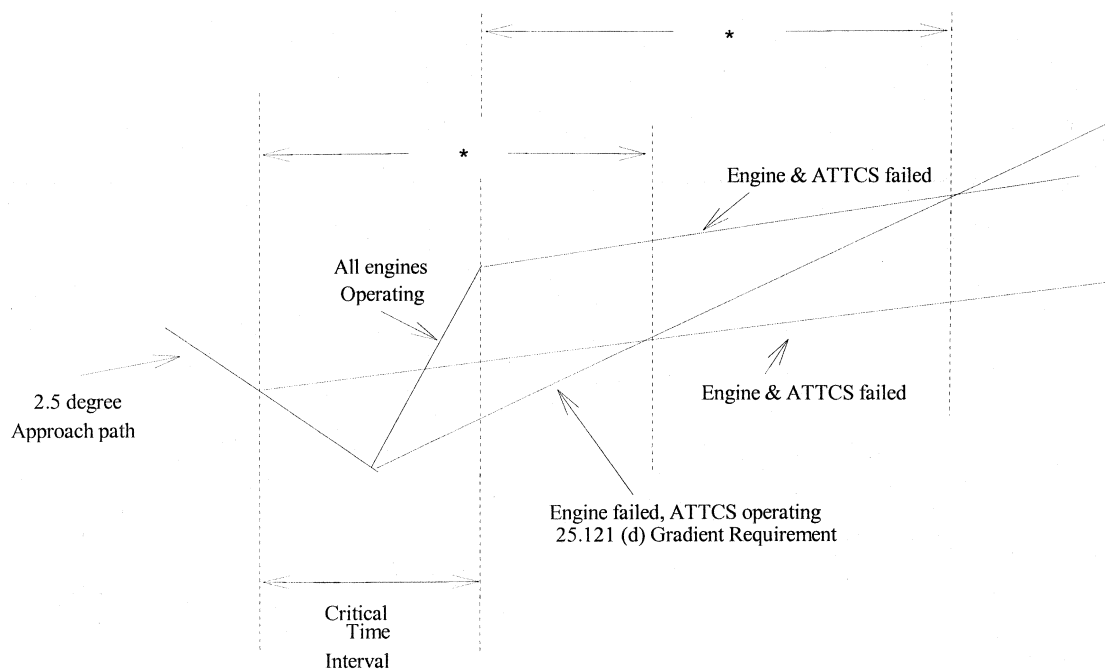 *
*
Engine & ATTCS failed
All engines
Operating
Engine & ATTCS failed
2.5 degree
Approach path
Engine failed, ATTCS operating
25.121 (d) Gradient Requirement
Critical
Time
Interval